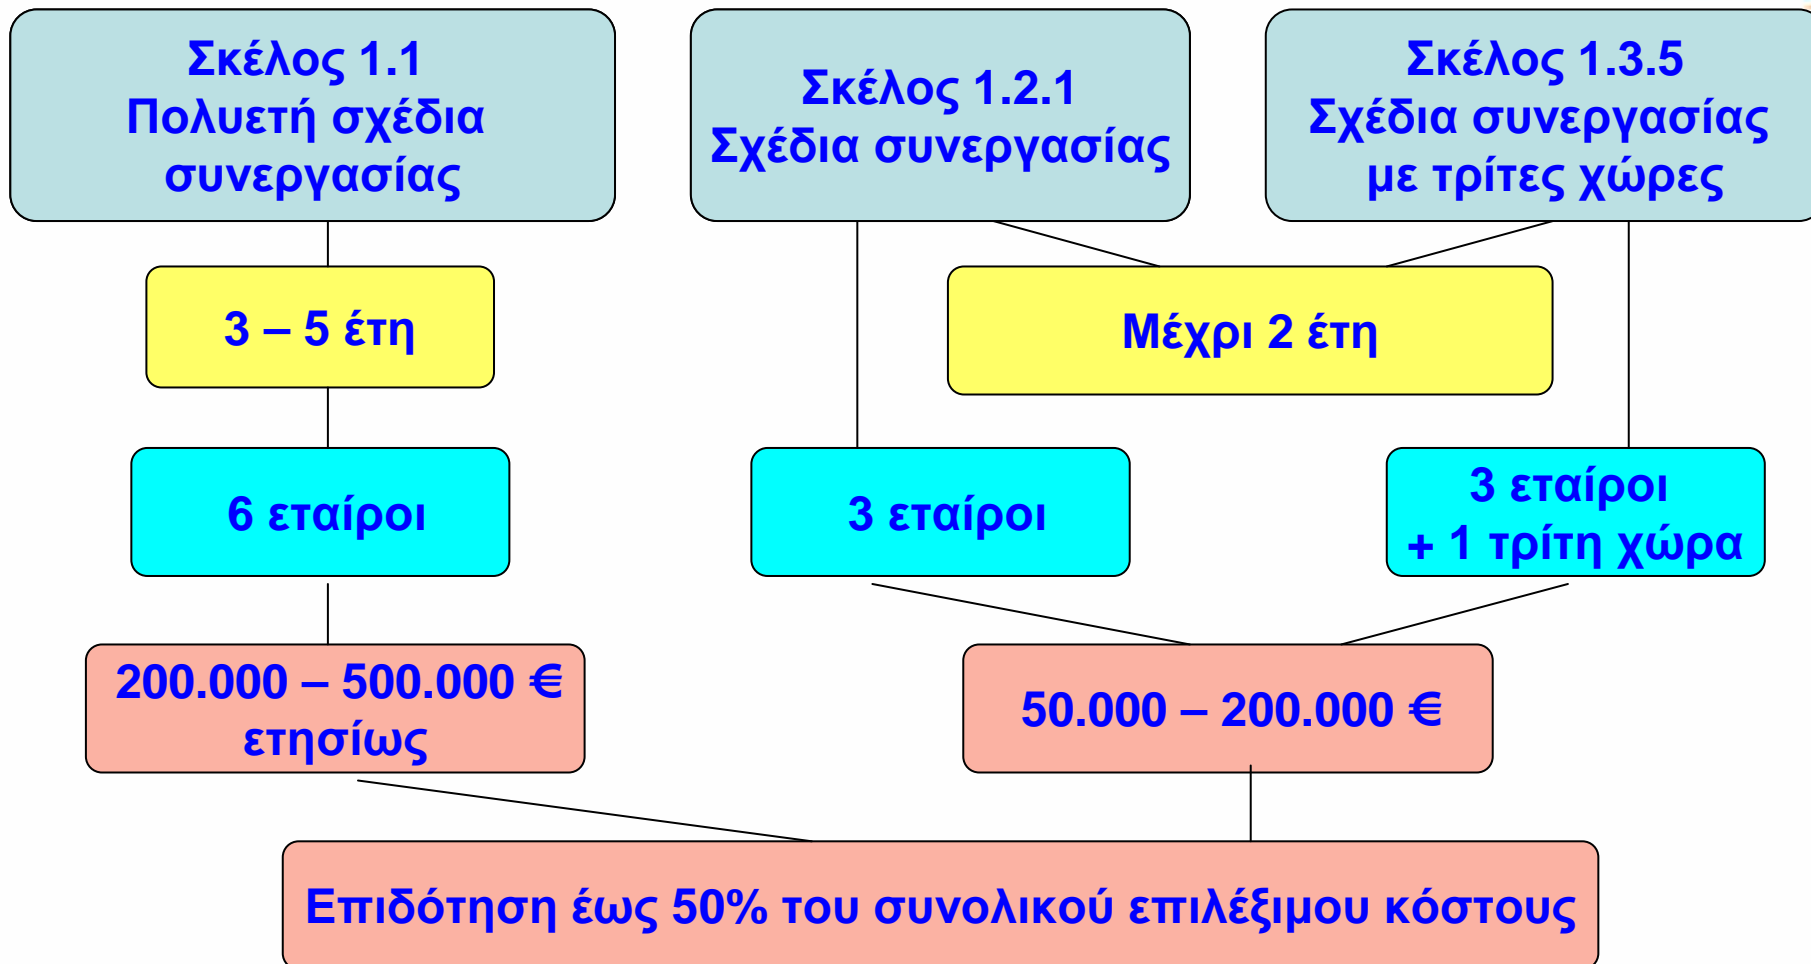 Σκέλος 1.1
Πολυετή σχέδια
συνεργασίας
Σκέλος 1.2.1
Σχέδια συνεργασίας
Σκέλος 1.3.5
Σχέδια συνεργασίας
με τρίτες χώρες
3 – 5 έτη
Μέχρι 2 έτη
6 εταίροι
3 εταίροι
3 εταίροι
+ 1 τρίτη χώρα
200.000 – 500.000 €
ετησίως
50.000 – 200.000 €
Επιδότηση έως 50% του συνολικού επιλέξιμου κόστους